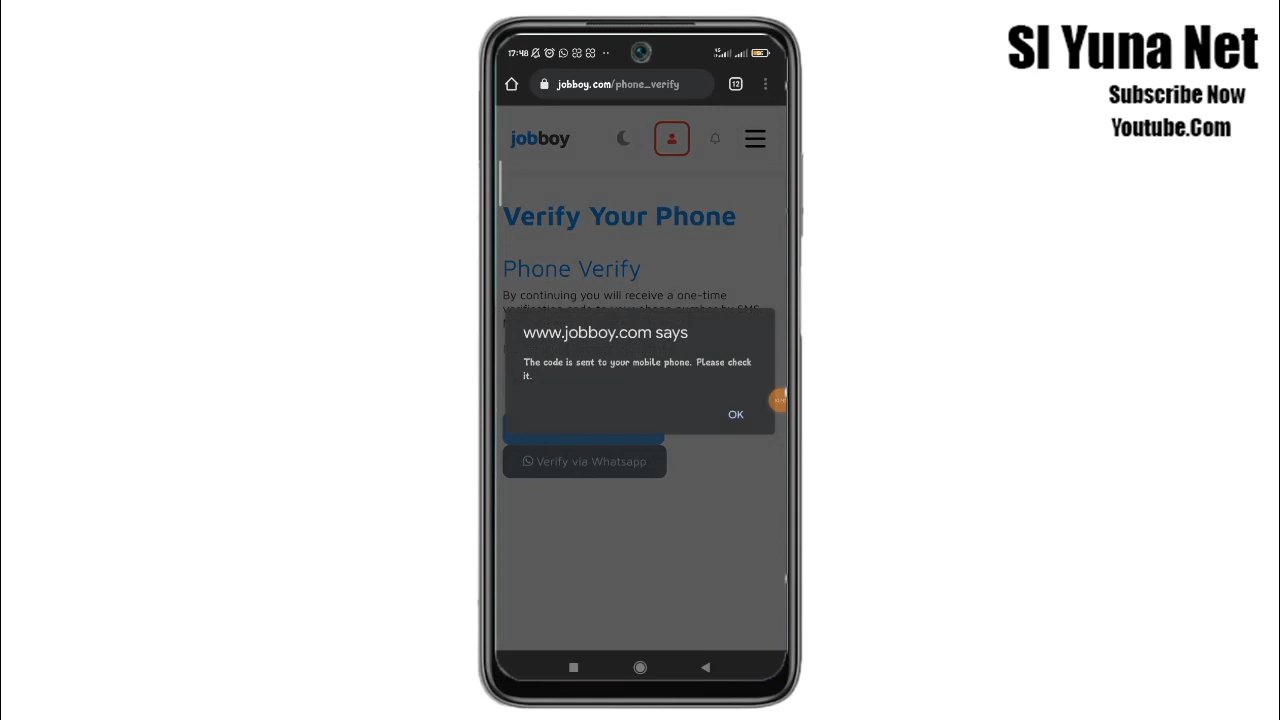 SI Yuna Net
Subscribe Now
Youtube.Com
17:48
jobboy.com/phone_verify
12
jobboy
Verify Your Phone
Phone Verify
By continuing you will receive a one-time
www.jobboy.com says
The code is sent to your mobile phone. Please check
it.
OK
Verify via Whatsapp